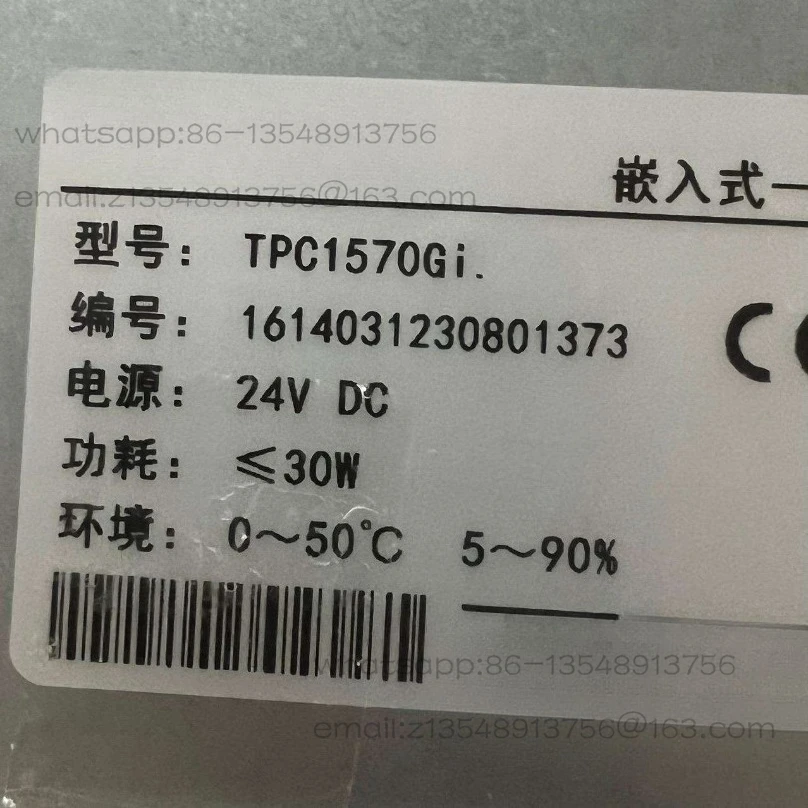 whatsapp:86-13548913756
嵌入式一
email:z13548913756@163.com
型号: TPC1570Gi.
编号: 1614031230801373
电源: 24V DC
功耗: ≤30W
环境: 0~50℃ 5~90%
whatsapp:86-13548913756
email:z13548913756@163.com